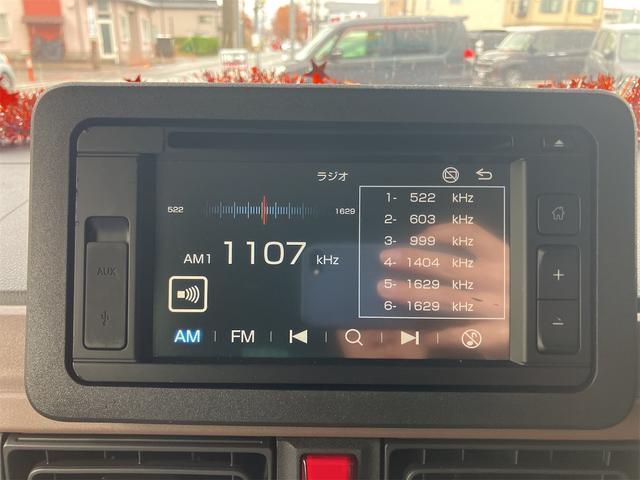 ラジオ
522 1629
AM1 1107 kHz
1- 522 kHz
2- 603 kHz
3- 999 kHz
4- 1404 kHz
5- 1629 kHz
6- 1629 kHz
AM FM
AUX
+
−